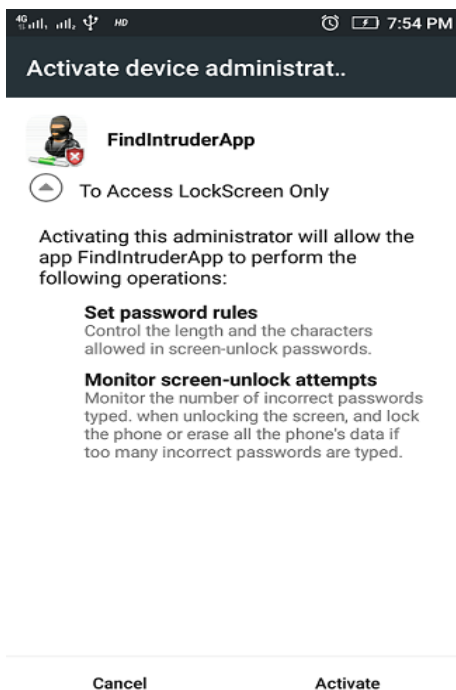 4G HD 7:54 PM
Activate device administrat..
FindIntruderApp
To Access LockScreen Only
Activating this administrator will allow the
app FindIntruderApp to perform the
following operations:
Set password rules
Control the length and the characters
allowed in screen-unlock passwords.
Monitor screen-unlock attempts
Monitor the number of incorrect passwords
typed. when unlocking the screen, and lock
the phone or erase all the phone's data if
too many incorrect passwords are typed.
Cancel Activate